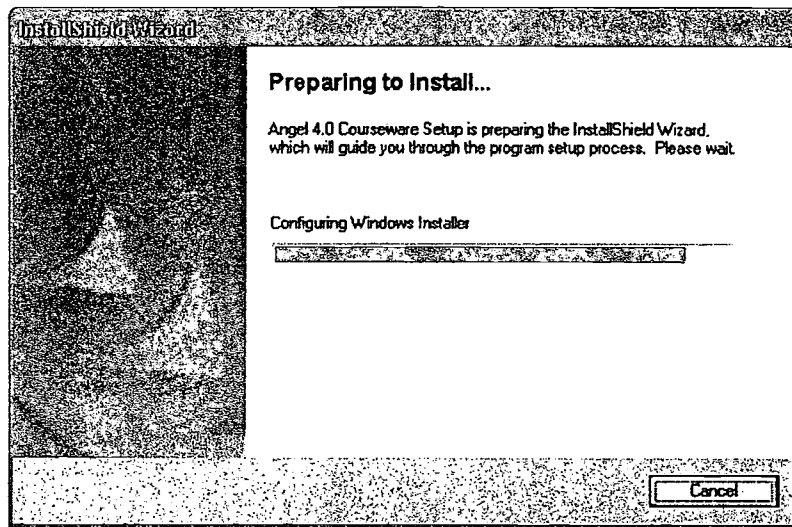 InstallShield Wizard
Preparing to Install...
Angel 4.0 Courseware Setup is preparing the InstallShield Wizard,
which will guide you through the program setup process. Please wait.
Configuring Windows Installer
Cancel